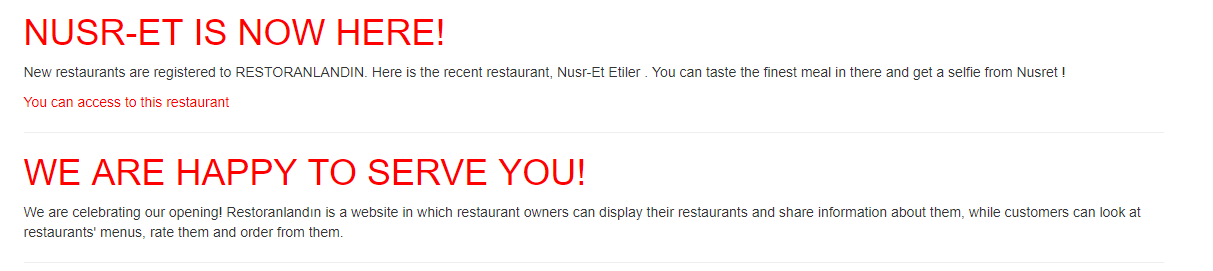 NUSR-ET IS NOW HERE!
New restaurants are registered to RESTORANLANDIN. Here is the recent restaurant, Nusr-Et Etiler . You can taste the finest meal in there and get a selfie from Nusret !
You can access to this restaurant
WE ARE HAPPY TO SERVE YOU!
We are celebrating our opening! Restoranlandın is a website in which restaurant owners can display their restaurants and share information about them, while customers can look at
restaurants' menus, rate them and order from them.